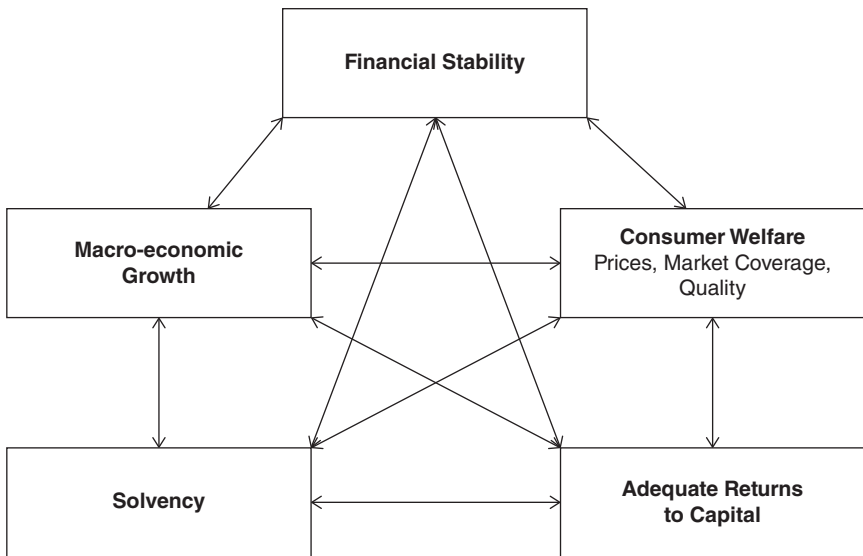 Financial Stability
Macro-economic
Growth
Consumer Welfare
Prices, Market Coverage,
Quality
Solvency
Adequate Returns
to Capital